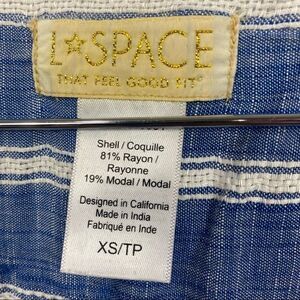 L★SPACE
THAT FEEL GOOD FIT®
Shell / Coquille
81% Rayon /
Rayonne
19% Modal / Modal
Designed in California
Made in India
Fabriqué en Inde
XS/TP